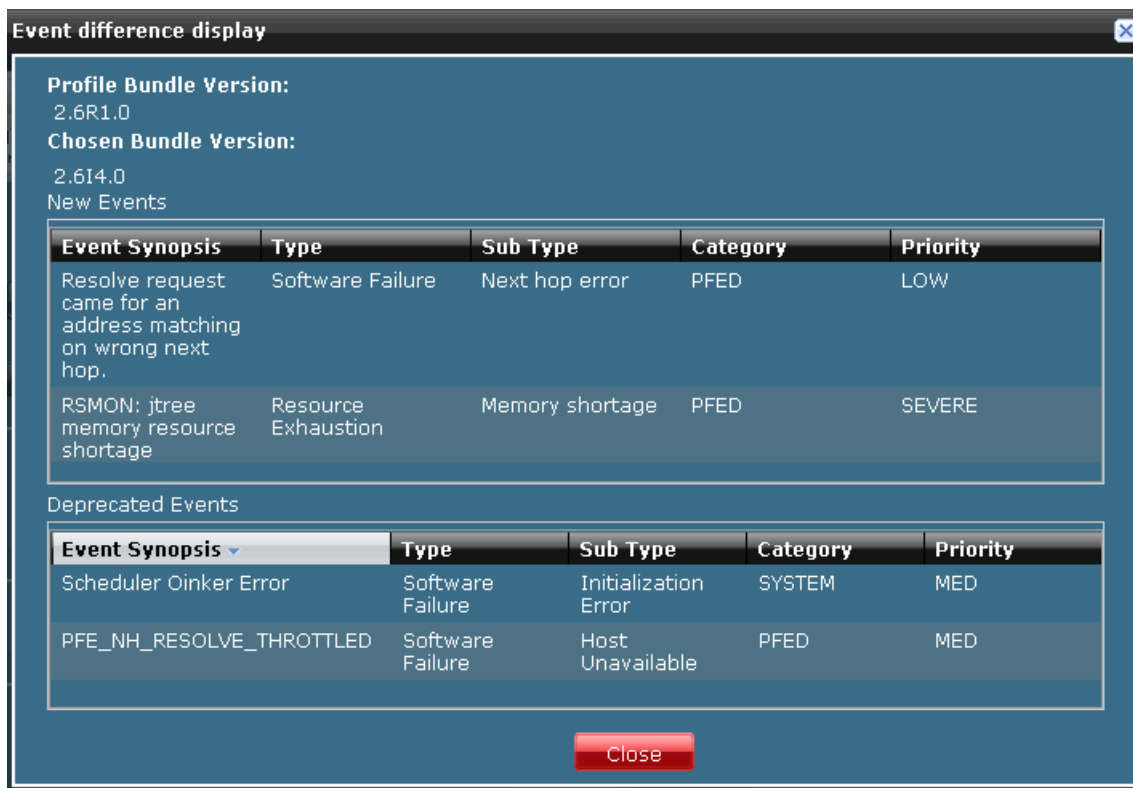 Event difference display
Profile Bundle Version:
2.6R1.0
Chosen Bundle Version:
2.6I4.0
New Events
Event Synopsis Type Sub Type Category Priority
Resolve request Software Failure Next hop error PFED LOW
came for an
address matching
on wrong next
hop.
RSMON: jtree Resource Memory shortage PFED SEVERE
memory resource Exhaustion
shortage
Deprecated Events
Event Synopsis Type Sub Type Category Priority
Scheduler Oinker Error Software Initialization SYSTEM MED
Failure Error
PFE_NH_RESOLVE_THROTTLED Software Host PFED MED
Failure Unavailable
Close